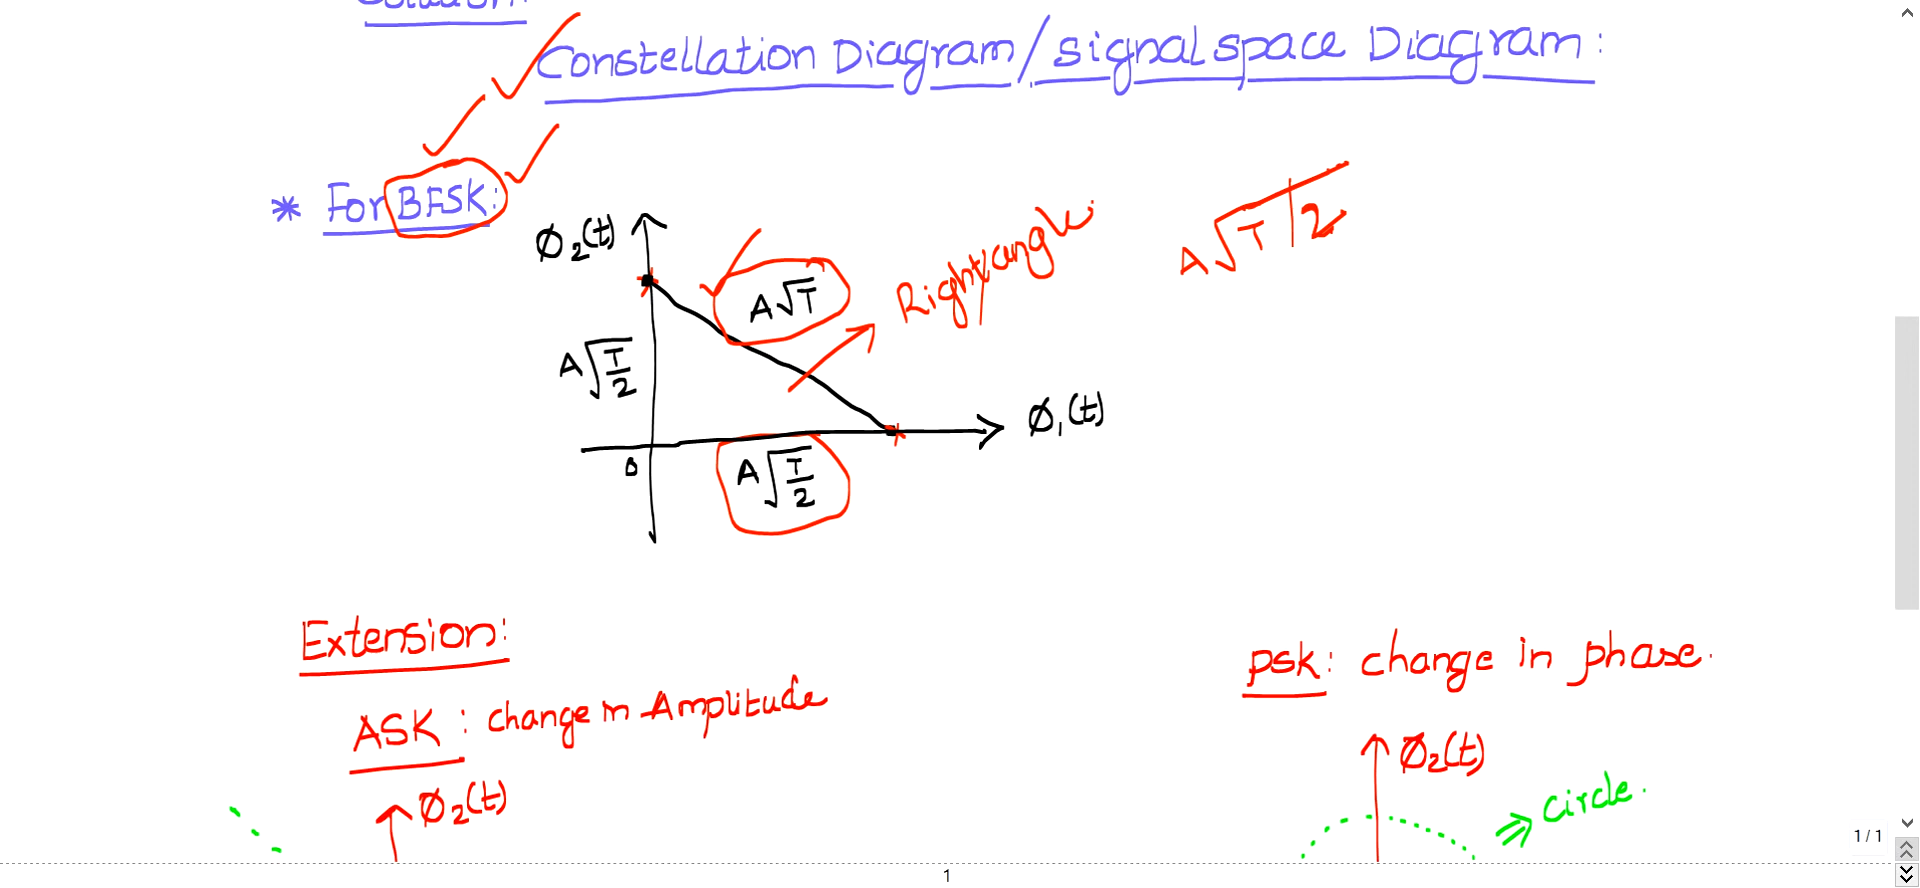 Constellation Diagram/signal space Diagram:
* For BFSK:
Ø₂(t)
A√T
Right angle
A√T/2
A√(T/2)
Ø₁(t)
0
A√(T/2)
Extension:
PSK: change in phase.
ASK: change in Amplitude
Ø₂(t)
Ø₂(t)
⇒ circle.
1 / 1
1